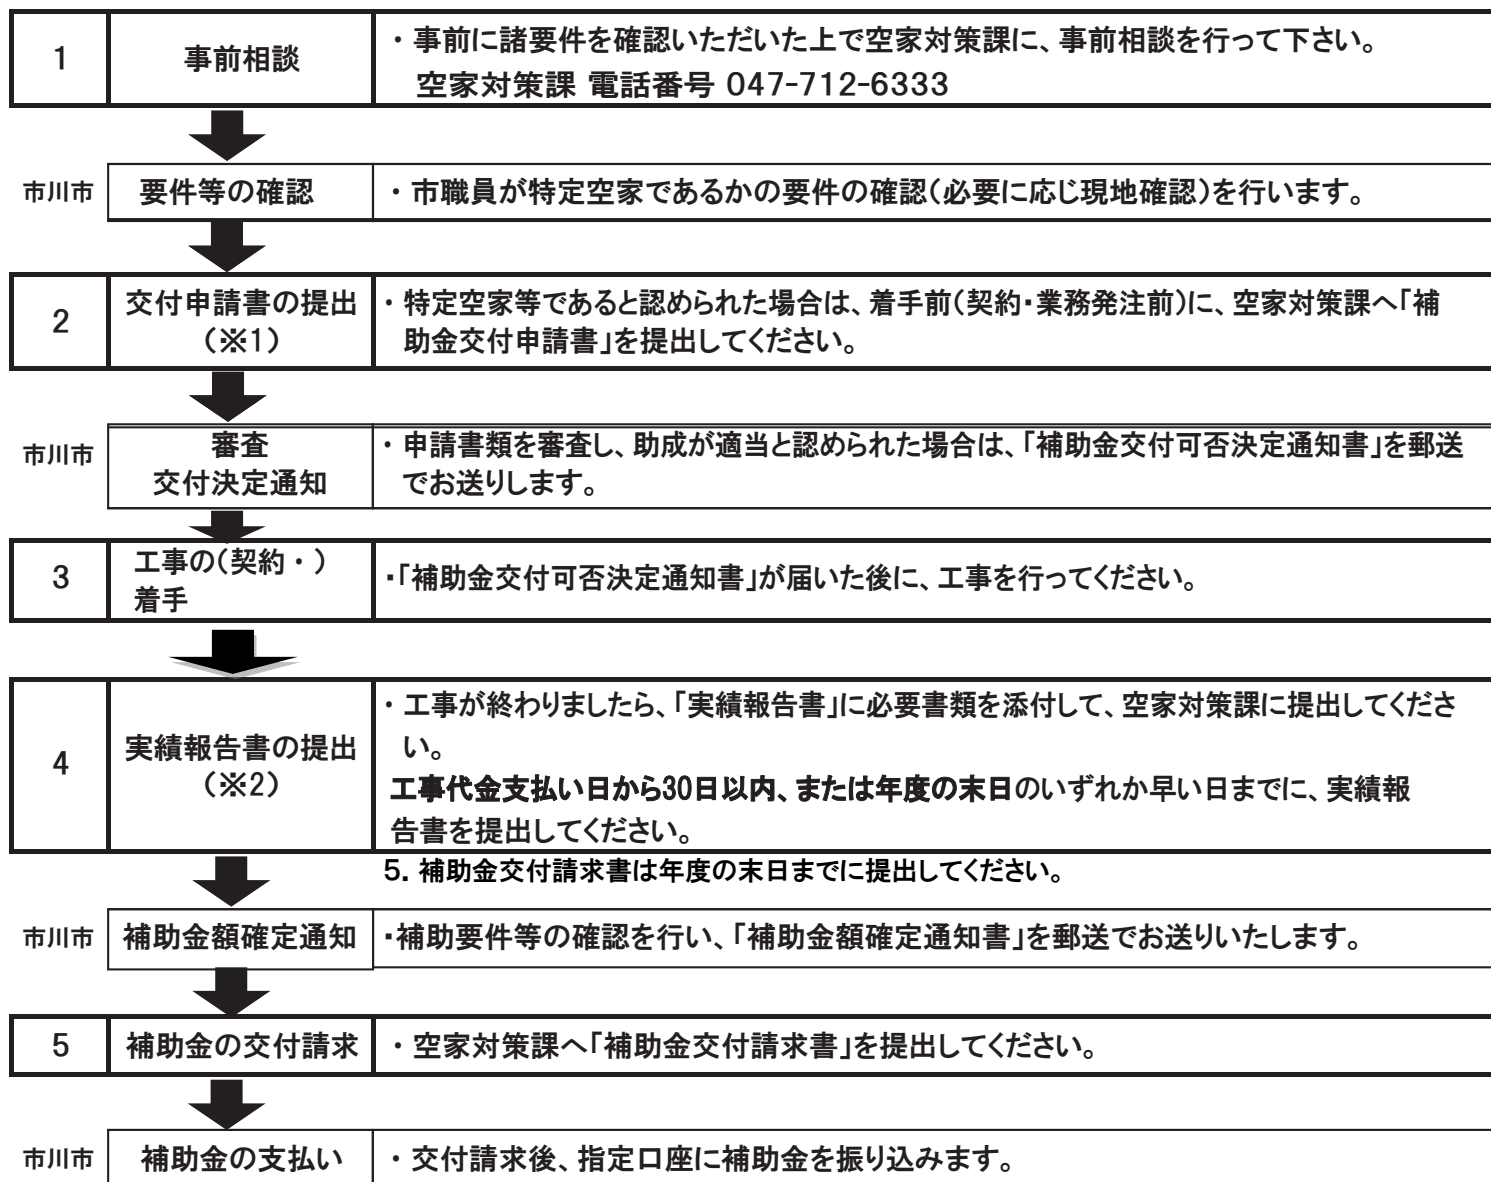 1
事前相談
・ 事前に諸要件を確認いただいた上で空家対策課に、事前相談を行って下さい。
空家対策課 電話番号 047-712-6333
市川市
要件等の確認
・ 市職員が特定空家であるかの要件の確認（必要に応じ現地確認）を行います。
2
交付申請書の提出
（※1）
・ 特定空家等であると認められた場合は、着手前（契約・業務発注前）に、空家対策課へ「補
助金交付申請書」を提出してください。
市川市
審査
交付決定通知
・ 申請書類を審査し、助成が適当と認められた場合は、「補助金交付可否決定通知書」を郵送
でお送りします。
3
工事の（契約・）
着手
・「補助金交付可否決定通知書」が届いた後に、工事を行ってください。
4
実績報告書の提出
（※2）
・ 工事が終わりましたら、「実績報告書」に必要書類を添付して、空家対策課に提出してくださ
い。
工事代金支払い日から30日以内、または年度の末日のいずれか早い日までに、実績報
告書を提出してください。
5. 補助金交付請求書は年度の末日までに提出してください。
市川市
補助金額確定通知
・補助要件等の確認を行い、「補助金額確定通知書」を郵送でお送りいたします。
5
補助金の交付請求
・ 空家対策課へ「補助金交付請求書」を提出してください。
市川市
補助金の支払い
・ 交付請求後、指定口座に補助金を振り込みます。